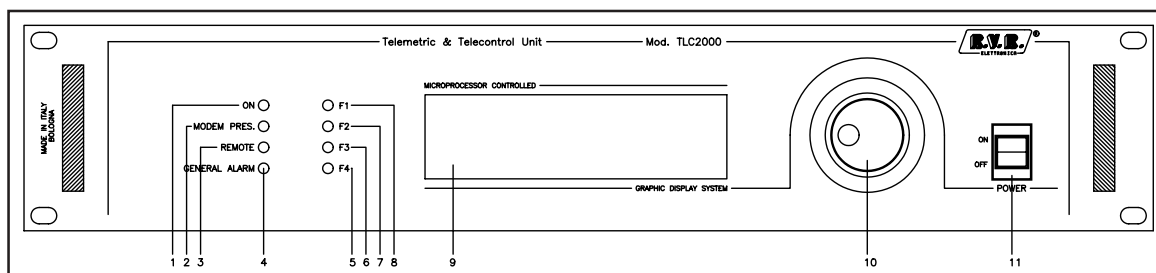 Telemetric & Telecontrol Unit
Mod. TLC2000
R.V.R.®
ELETTRONICA
MADE IN ITALY
BOLOGNA
MICROPROCESSOR CONTROLLED
ON
F1
MODEM PRES.
F2
REMOTE
F3
GENERAL ALARM
F4
GRAPHIC DISPLAY SYSTEM
ON
OFF
POWER
1 2 3 4 5 6 7 8 9 10 11